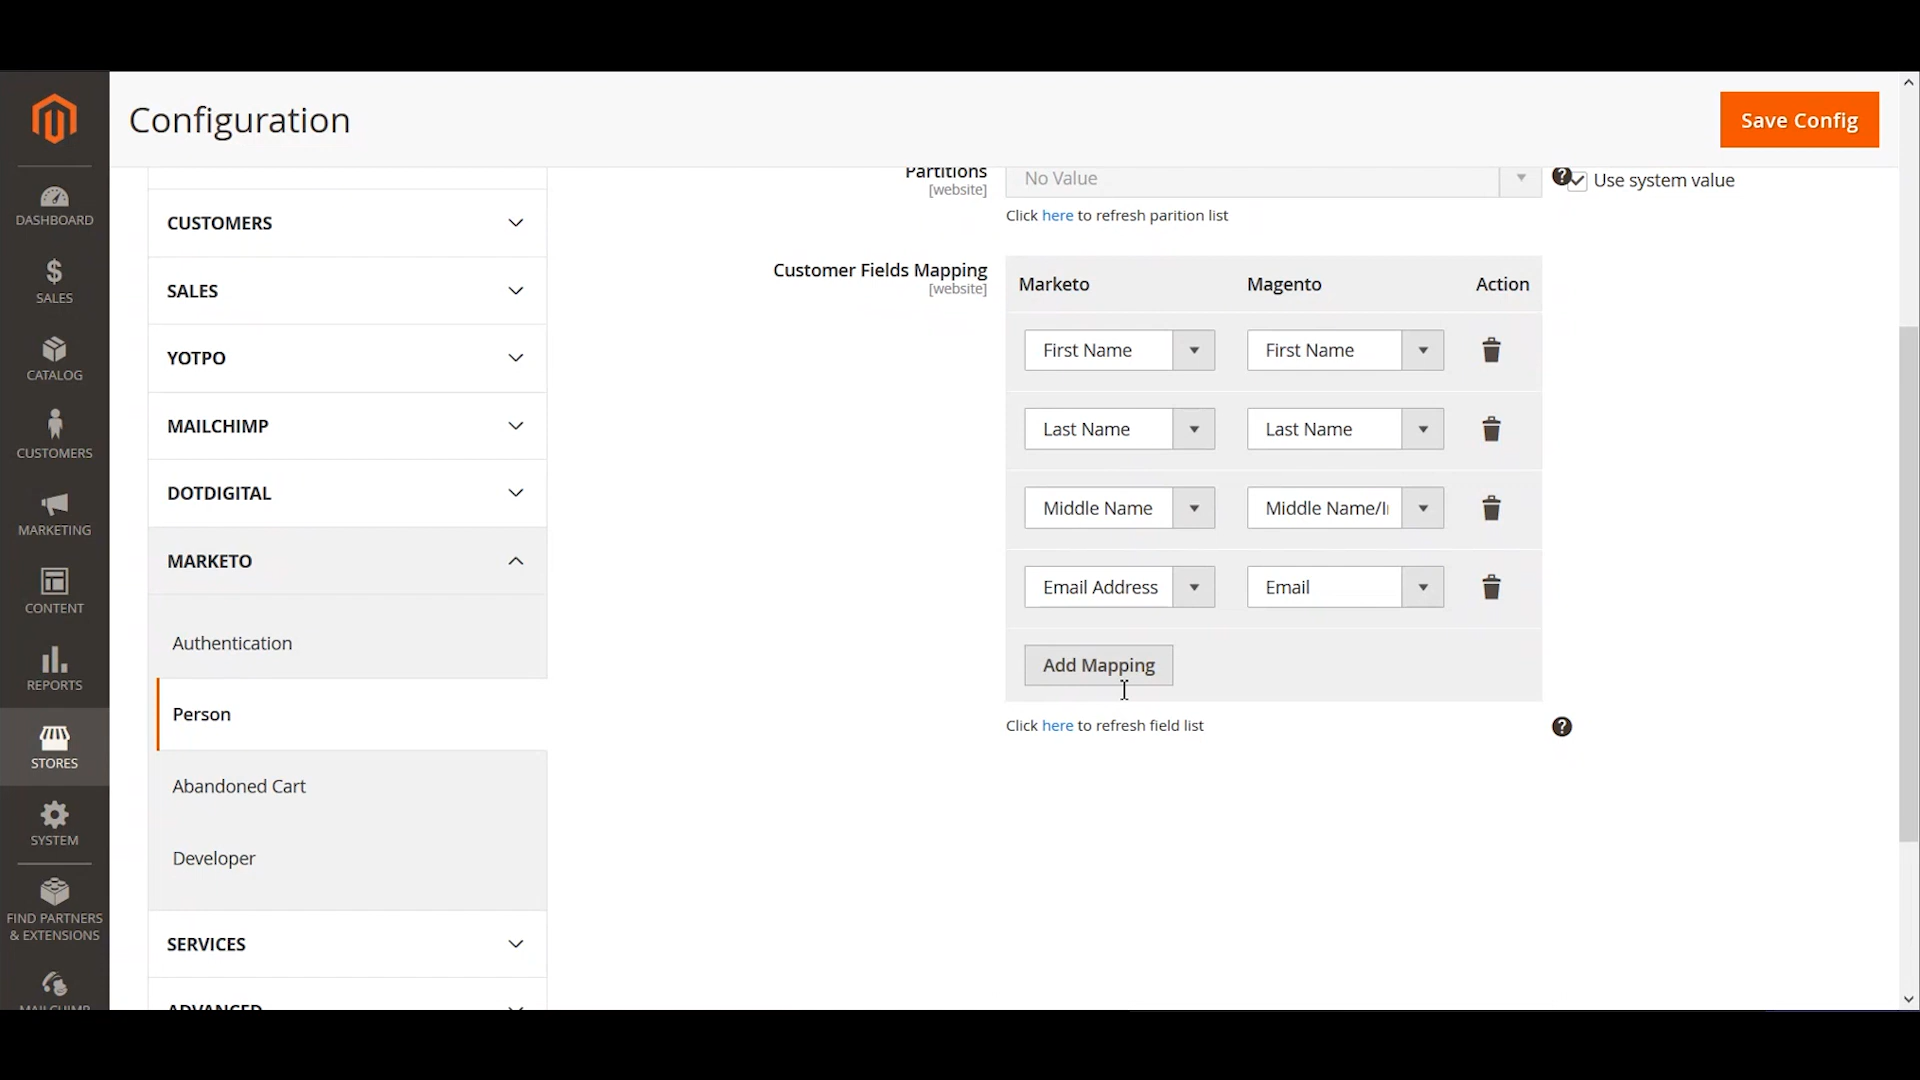 Configuration
Save Config
DASHBOARD
SALES
CATALOG
CUSTOMERS
MARKETING
CONTENT
REPORTS
STORES
SYSTEM
FIND PARTNERS
& EXTENSIONS
MAILCHIMP
CUSTOMERS
SALES
YOTPO
MAILCHIMP
DOTDIGITAL
MARKETO
Authentication
Person
Abandoned Cart
Developer
SERVICES
ADVANCED
Partitions
[website]
No Value
? Use system value
Click here to refresh parition list
Customer Fields Mapping
[website]
Marketo Magento Action
First Name First Name
Last Name Last Name
Middle Name Middle Name/I
Email Address Email
Add Mapping
Click here to refresh field list
?